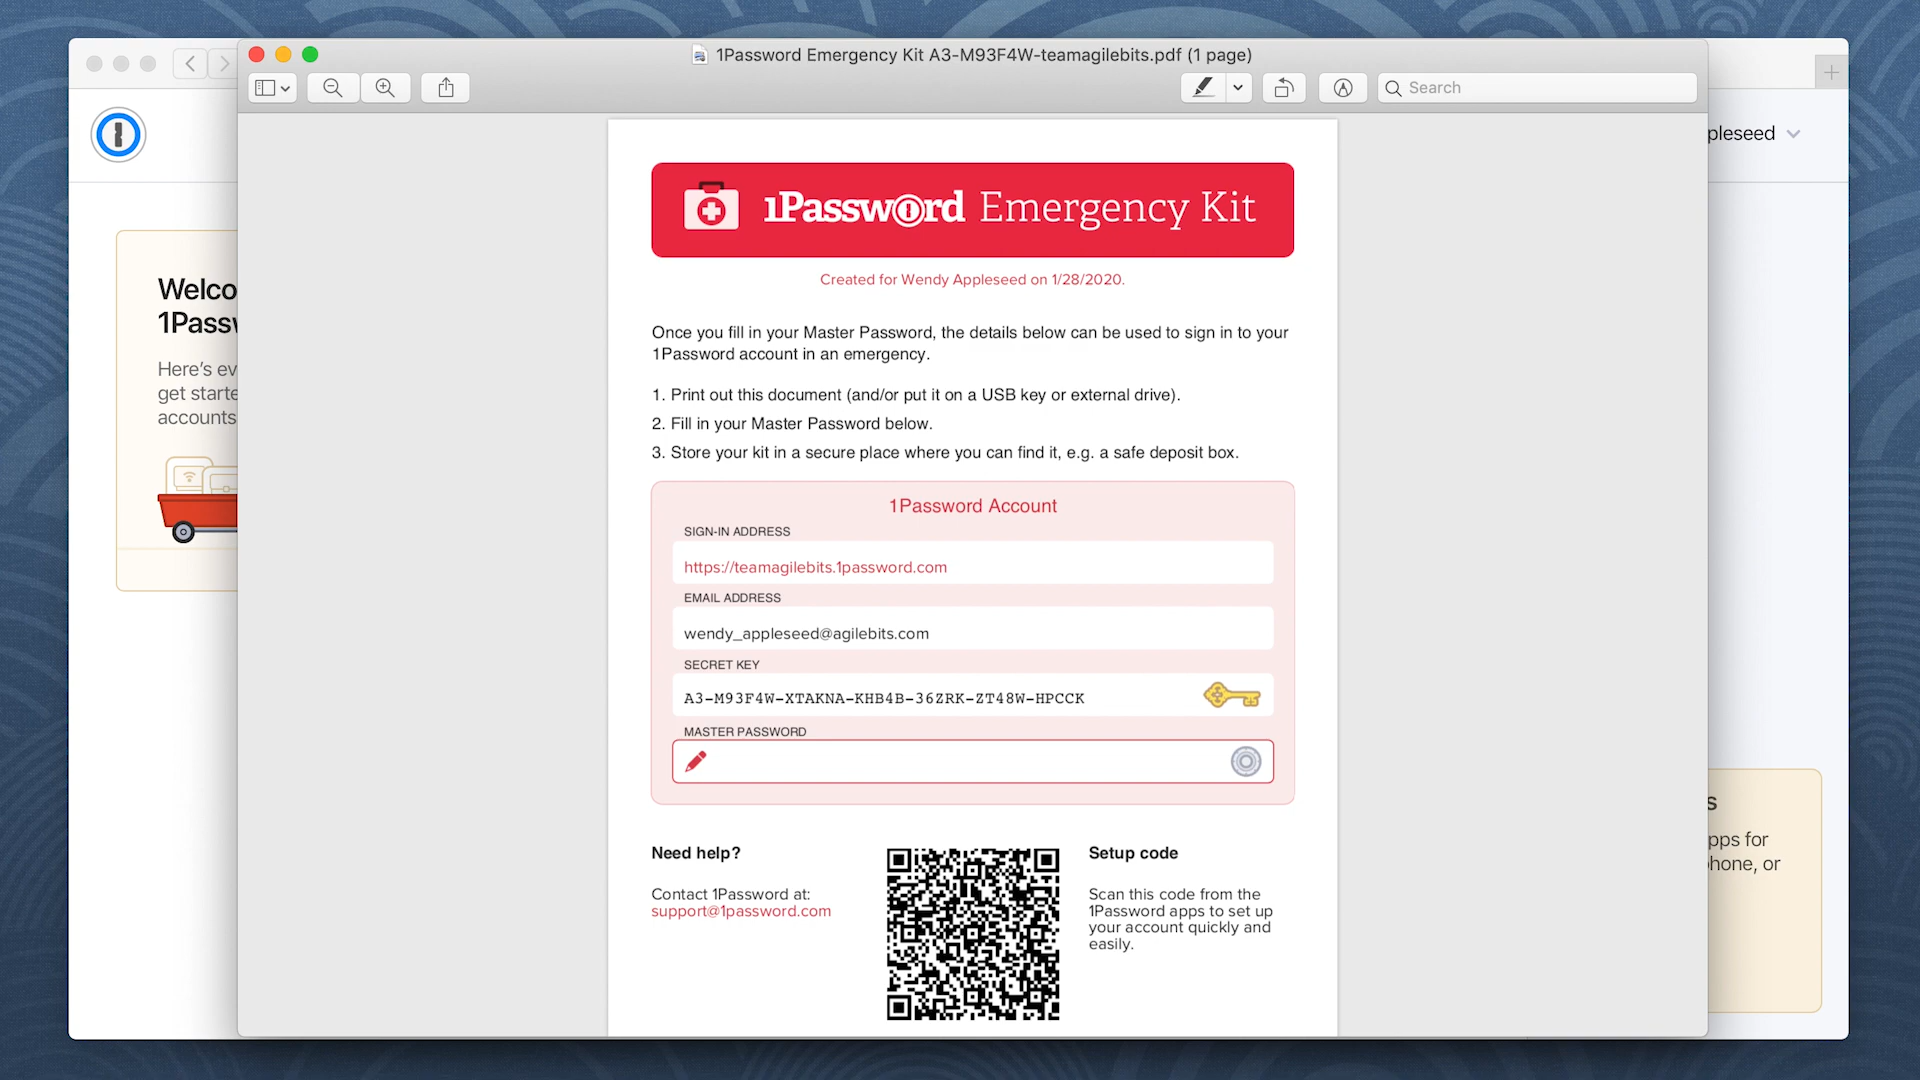 1Password Emergency Kit A3-M93F4W-teamagilebits.pdf (1 page)
Search
pleseed
Welco
1Passw
Here's ev
get starte
accounts
1Password Emergency Kit
Created for Wendy Appleseed on 1/28/2020.
Once you fill in your Master Password, the details below can be used to sign in to your
1Password account in an emergency.
1. Print out this document (and/or put it on a USB key or external drive).
2. Fill in your Master Password below.
3. Store your kit in a secure place where you can find it, e.g. a safe deposit box.
1Password Account
SIGN-IN ADDRESS
https://teamagilebits.1password.com
EMAIL ADDRESS
wendy_appleseed@agilebits.com
SECRET KEY
A3-M93F4W-XTAKNA-KHB4B-36ZRK-ZT48W-HPCCK
MASTER PASSWORD
Need help?
Contact 1Password at:
support@1password.com
Setup code
Scan this code from the
1Password apps to set up
your account quickly and
easily.
s
pps for
hone, or